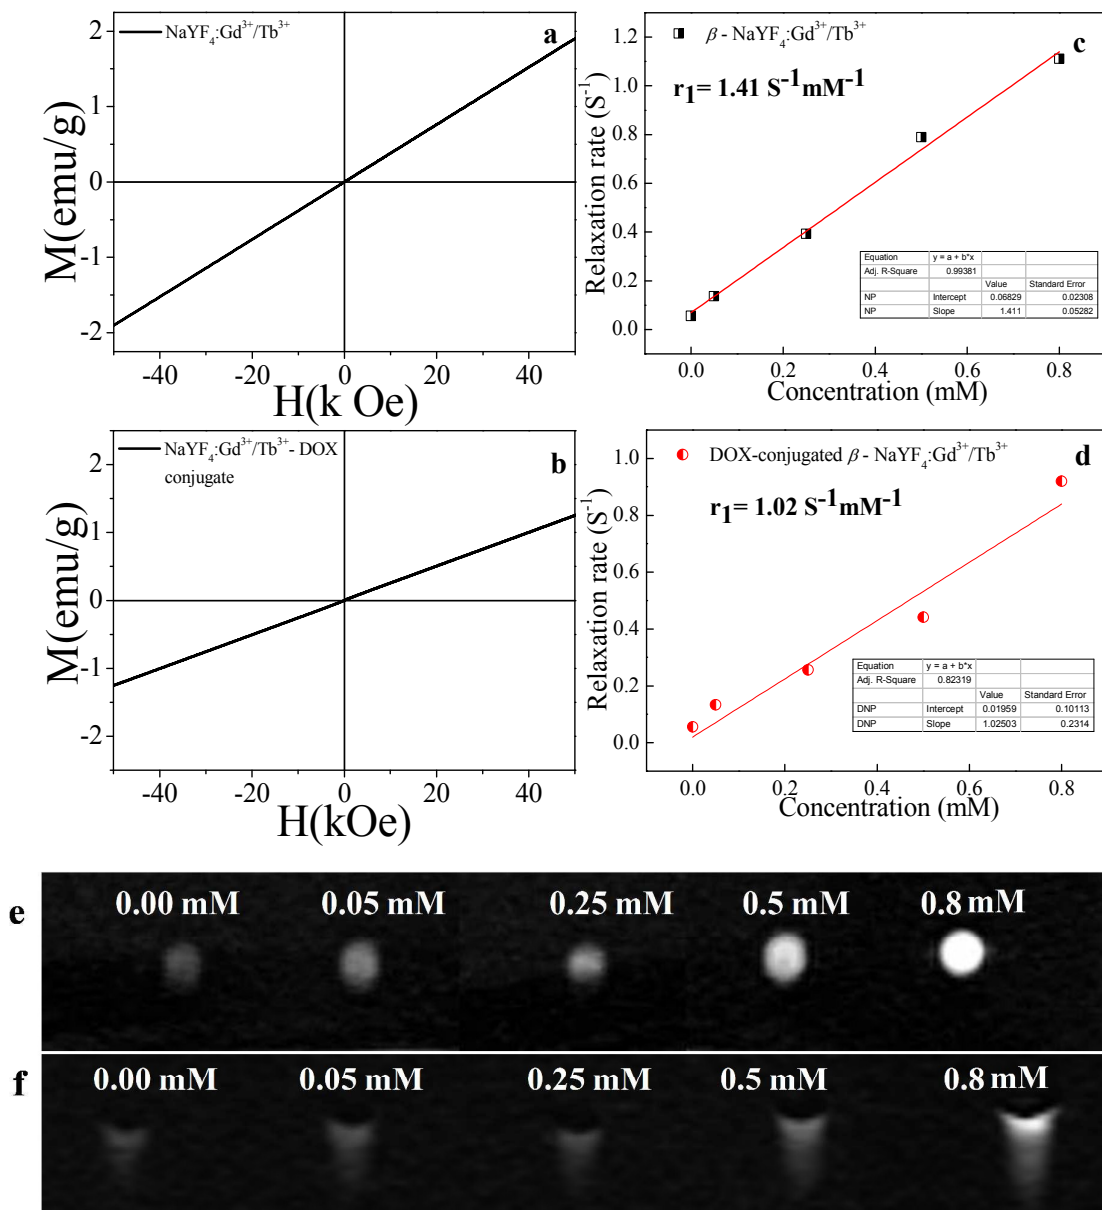 NaYF4:Gd3+/Tb3+
a
2
1
0
-1
-2
M(emu/g)
-40 -20 0 20 40
H(k Oe)
β - NaYF4:Gd3+/Tb3+
c
r1= 1.41 S-1mM-1
1.2
1.0
0.8
0.6
0.4
0.2
0.0
Relaxation rate (S-1)
Equation y = a + b*x
Adj. R-Square 0.99381
Value Standard Error
NP Intercept 0.06829 0.02308
NP Slope 1.411 0.05282
0.0 0.2 0.4 0.6 0.8
Concentration (mM)
NaYF4:Gd3+/Tb3+- DOX
conjugate
b
2
1
0
-1
-2
M(emu/g)
-40 -20 0 20 40
H(kOe)
DOX-conjugated β - NaYF4:Gd3+/Tb3+
d
r1= 1.02 S-1mM-1
1.0
0.8
0.6
0.4
0.2
0.0
Relaxation rate (S-1)
Equation y = a + b*x
Adj. R-Square 0.82319
Value Standard Error
DNP Intercept 0.01959 0.10113
DNP Slope 1.02503 0.2314
0.0 0.2 0.4 0.6 0.8
Concentration (mM)
e
0.00 mM 0.05 mM 0.25 mM 0.5 mM 0.8 mM
f
0.00 mM 0.05 mM 0.25 mM 0.5 mM 0.8 mM